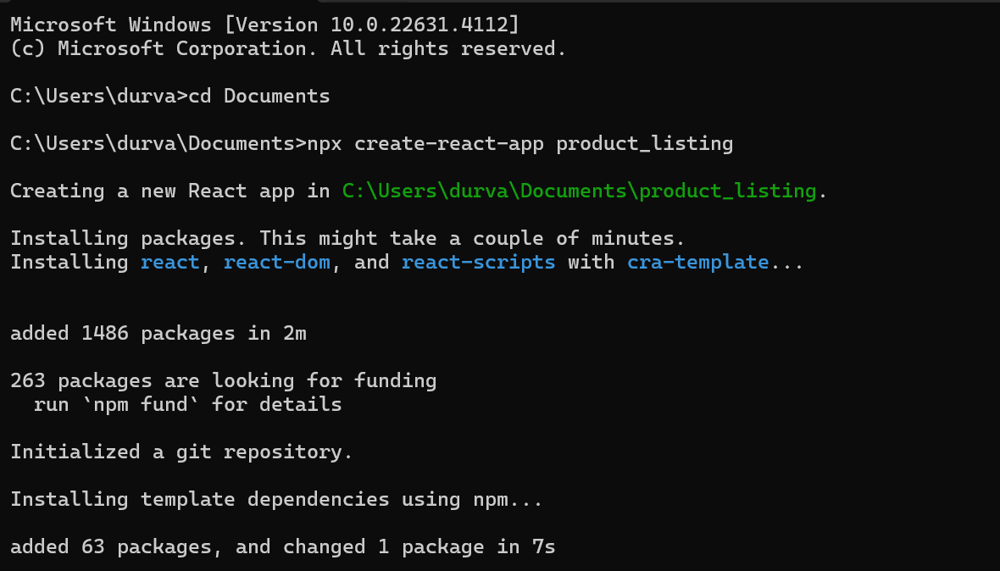 Microsoft Windows [Version 10.0.22631.4112]
(c) Microsoft Corporation. All rights reserved.
C:\Users\durva>cd Documents
C:\Users\durva\Documents>npx create-react-app product_listing
Creating a new React app in C:\Users\durva\Documents\product_listing.
Installing packages. This might take a couple of minutes.
Installing react, react-dom, and react-scripts with cra-template...
added 1486 packages in 2m
263 packages are looking for funding
  run `npm fund` for details
Initialized a git repository.
Installing template dependencies using npm...
added 63 packages, and changed 1 package in 7s